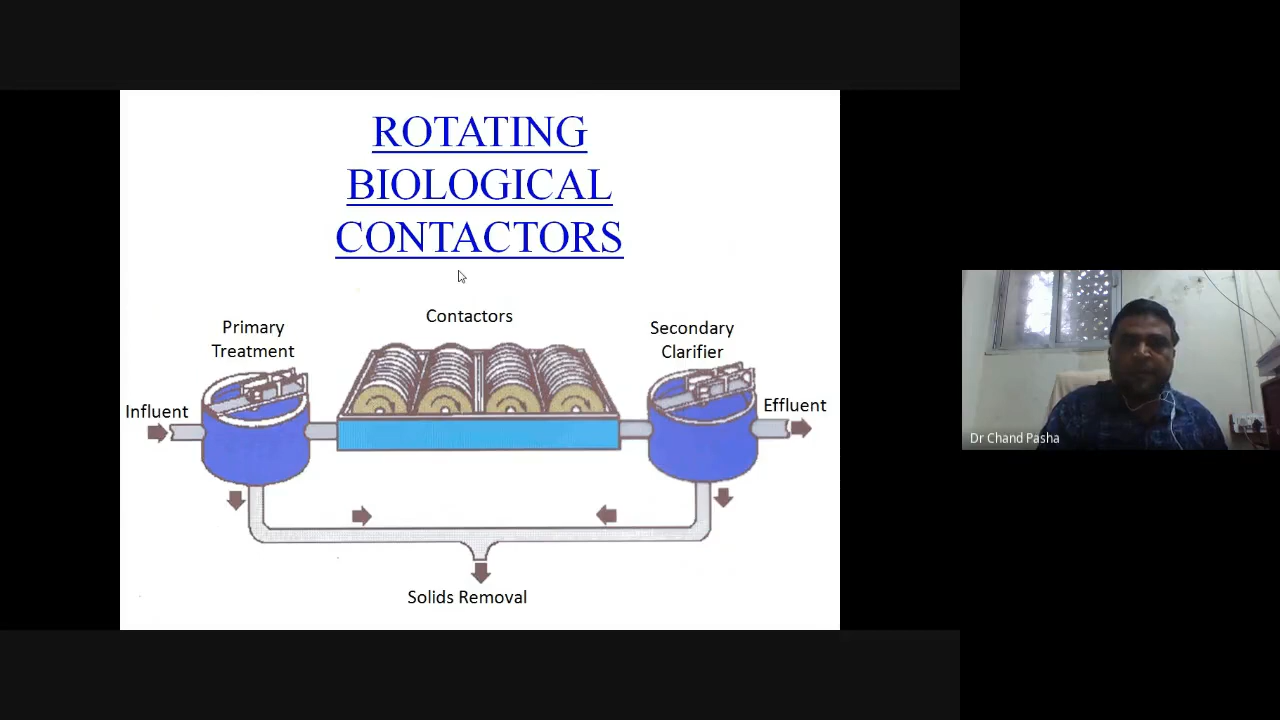 ROTATING
BIOLOGICAL
CONTACTORS
Contactors
Primary
Treatment
Secondary
Clarifier
Influent
Effluent
Solids Removal
Dr Chand Pasha